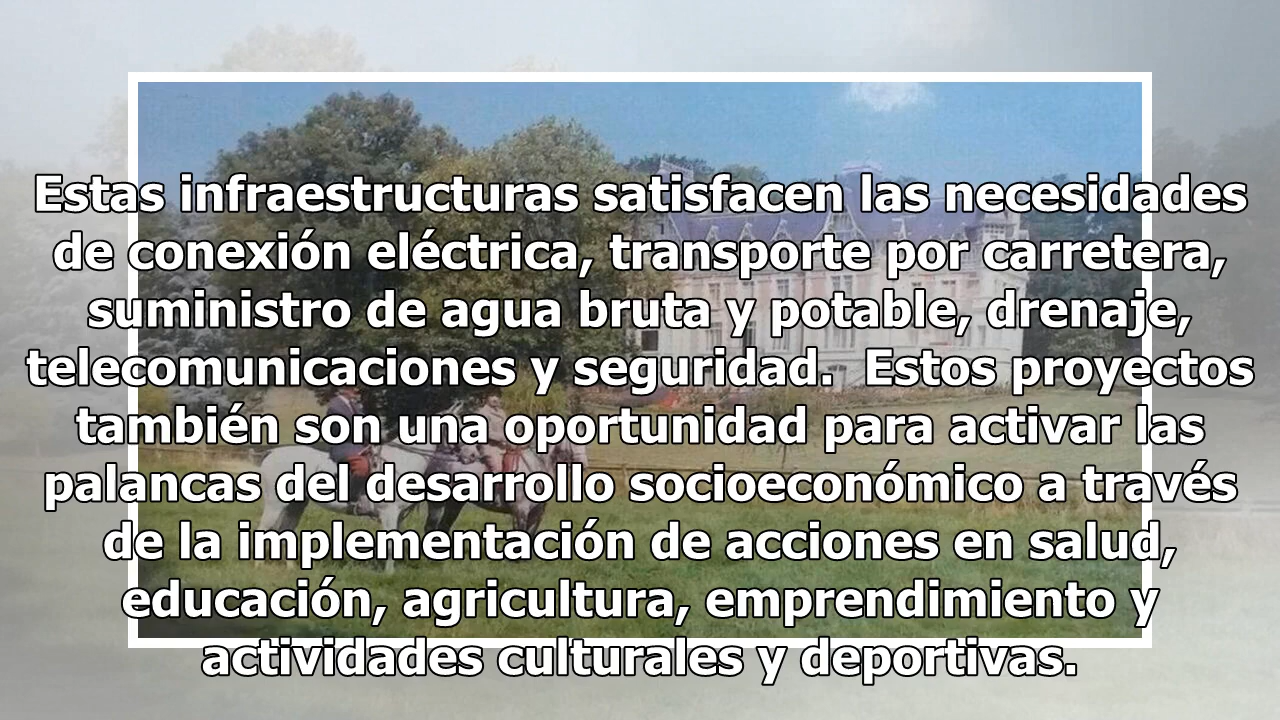 Estas infraestructuras satisfacen las necesidades
de conexión eléctrica, transporte por carretera,
suministro de agua bruta y potable, drenaje,
telecomunicaciones y seguridad.  Estos proyectos
también son una oportunidad para activar las
palancas del desarrollo socioeconómico a través
de la implementación de acciones en salud,
educación, agricultura, emprendimiento y
actividades culturales y deportivas.